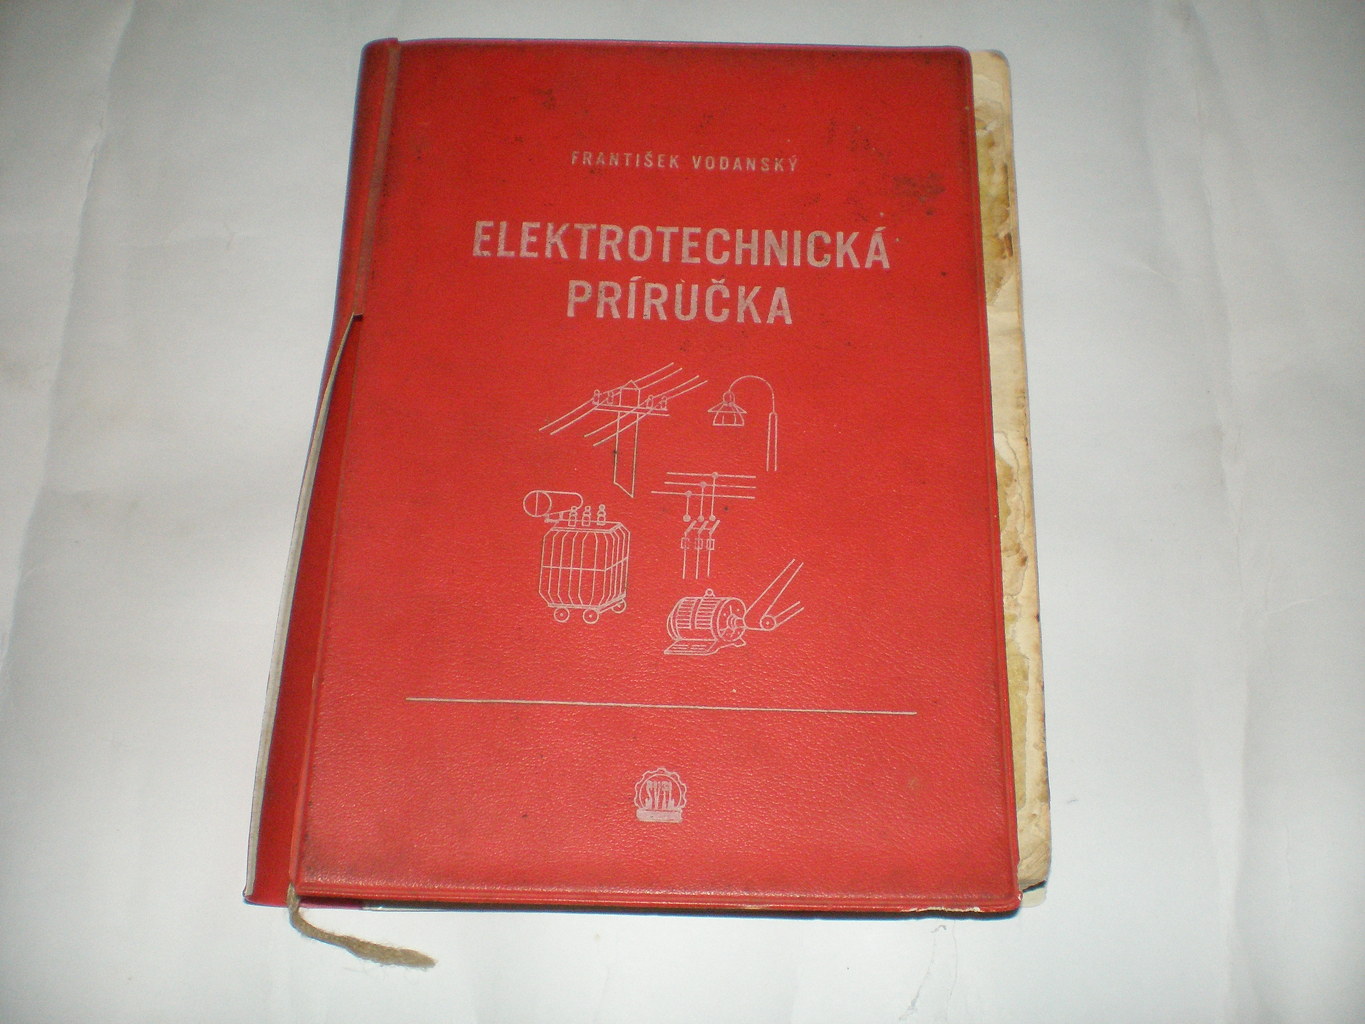 FRANTIŠEK VODANSKÝ
ELEKTROTECHNICKÁ
PRÍRUČKA
SVTL